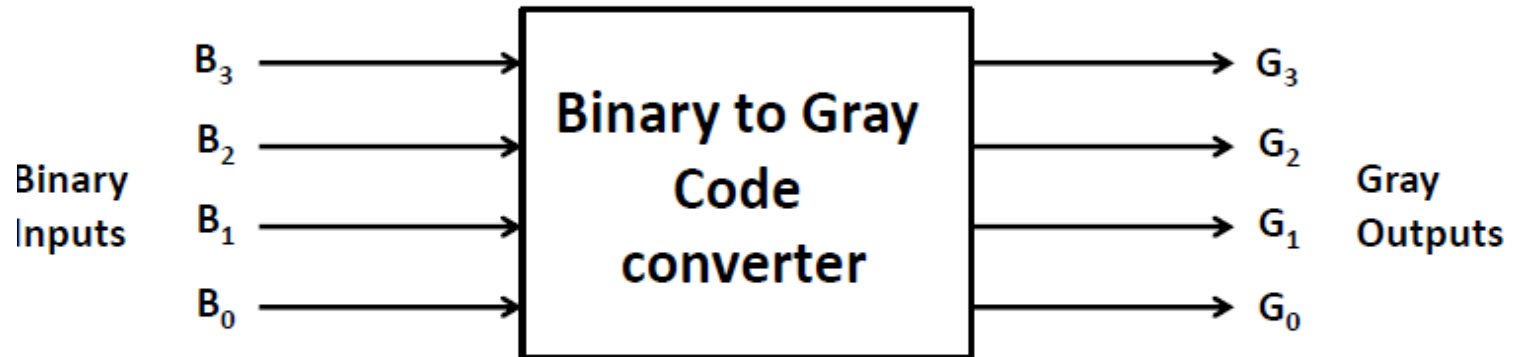 B₃
B₂
B₁
B₀
Binary
Inputs
Binary to Gray
Code
converter
G₃
G₂
G₁
G₀
Gray
Outputs